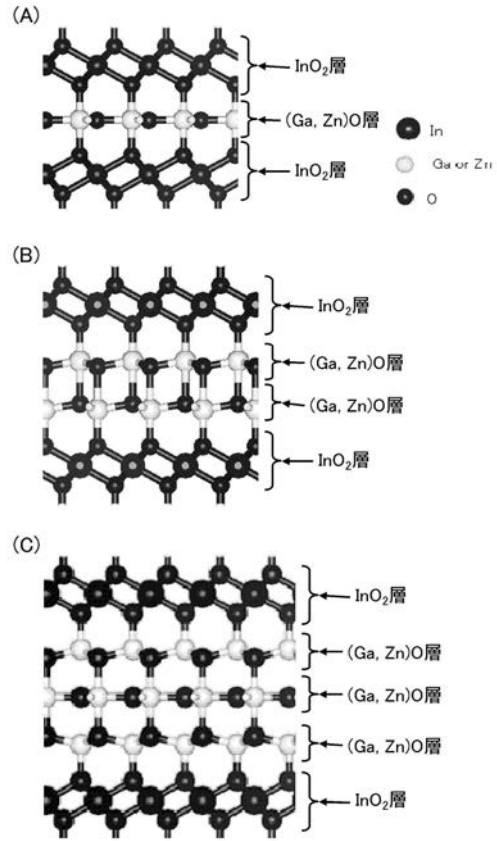 (A)
InO2層
(Ga, Zn)O層
InO2層
In
Ga or Zn
O
(B)
InO2層
(Ga, Zn)O層
(Ga, Zn)O層
InO2層
(C)
InO2層
(Ga, Zn)O層
(Ga, Zn)O層
(Ga, Zn)O層
InO2層